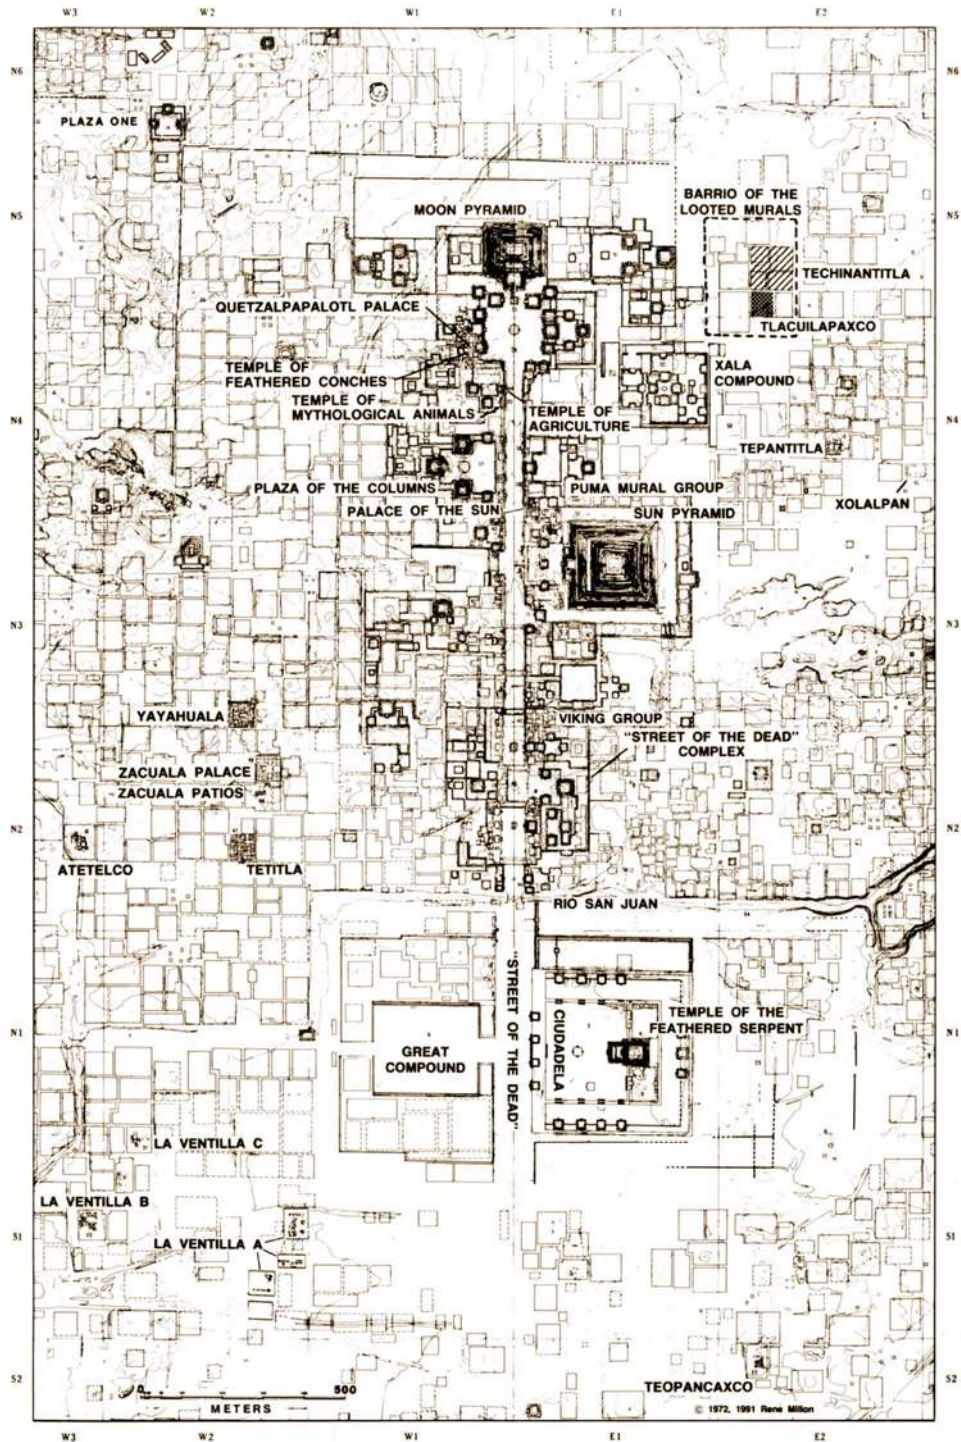 W3 W2 W1 E1 E2
N6 N6
PLAZA ONE
BARRIO OF THE
LOOTED MURALS
N5 N5
MOON PYRAMID
TECHINANTITLA
QUETZALPAPALOTL PALACE
TLACUILAPAXCO
TEMPLE OF
FEATHERED CONCHES
XALA
COMPOUND
TEMPLE OF
MYTHOLOGICAL ANIMALS
TEMPLE OF
AGRICULTURE
N4 N4
TEPANTITLA
PLAZA OF THE COLUMNS
PUMA MURAL GROUP
XOLALPAN
PALACE OF THE SUN
SUN PYRAMID
N3 N3
YAYAHUALA
VIKING GROUP
"STREET OF THE DEAD"
COMPLEX
ZACUALA PALACE
ZACUALA PATIOS
N2 N2
ATETELCO
TETITLA
RIO SAN JUAN
"STREET OF THE DEAD"
CIUDADELA
TEMPLE OF THE
FEATHERED SERPENT
N1 N1
GREAT
COMPOUND
LA VENTILLA C
LA VENTILLA B
S1 S1
LA VENTILLA A
S2 S2
TEOPANCAXCO
0 500
METERS
© 1972, 1991 René Millon
W3 W2 W1 E1 E2